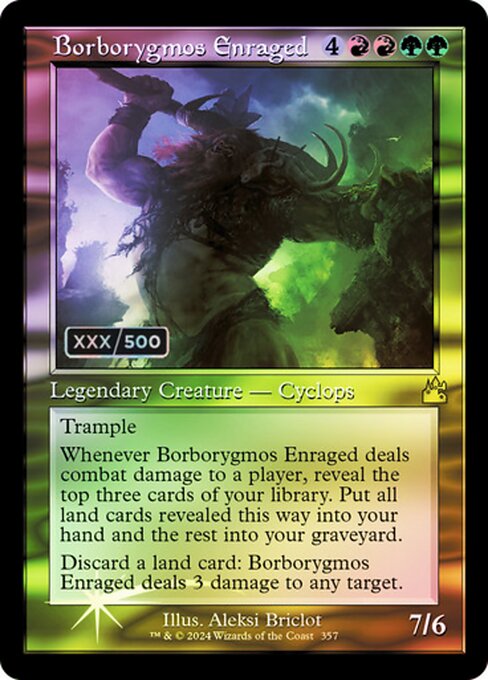 Borborygmos Enraged 4
XXX/500
Legendary Creature — Cyclops
Trample
Whenever Borborygmos Enraged deals
combat damage to a player, reveal the
top three cards of your library. Put all
land cards revealed this way into your
hand and the rest into your graveyard.
Discard a land card: Borborygmos
Enraged deals 3 damage to any target.
Illus. Aleksi Briclot
™ & © 2024 Wizards of the Coast 357
7/6